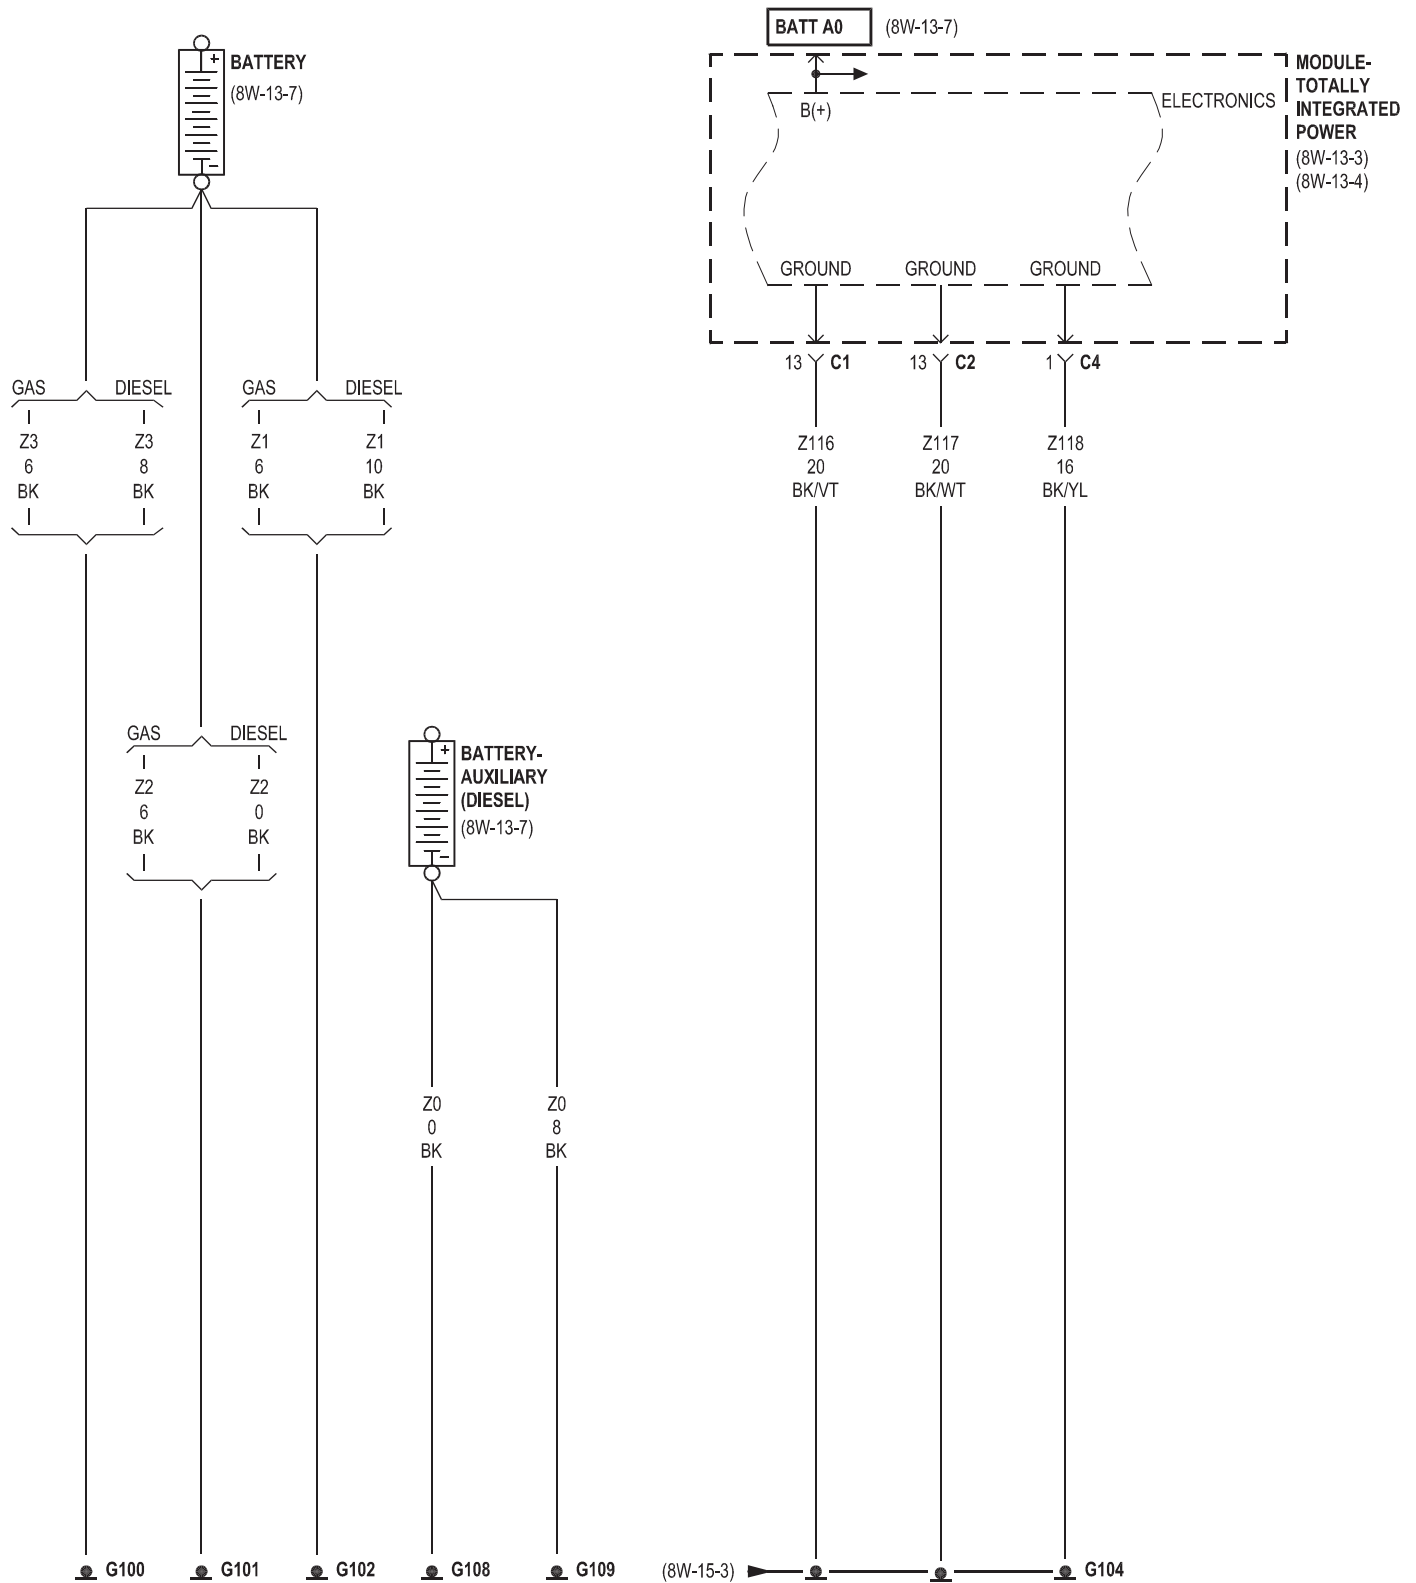 BATT A0 (8W-13-7)
+ BATTERY
(8W-13-7)
-
MODULE-
TOTALLY
INTEGRATED
POWER
(8W-13-3)
(8W-13-4)
ELECTRONICS
B(+)
GROUND GROUND GROUND
13 C1 13 C2 1 C4
GAS DIESEL GAS DIESEL
Z3 Z3 Z1 Z1 Z116 Z117 Z118
6 8 6 10 20 20 16
BK BK BK BK BK/VT BK/WT BK/YL
GAS DIESEL
Z2 Z2
6 0
BK BK
+ BATTERY-
AUXILIARY
(DIESEL)
(8W-13-7)
-
Z0 Z0
0 8
BK BK
G100 G101 G102 G108 G109 (8W-15-3) G104